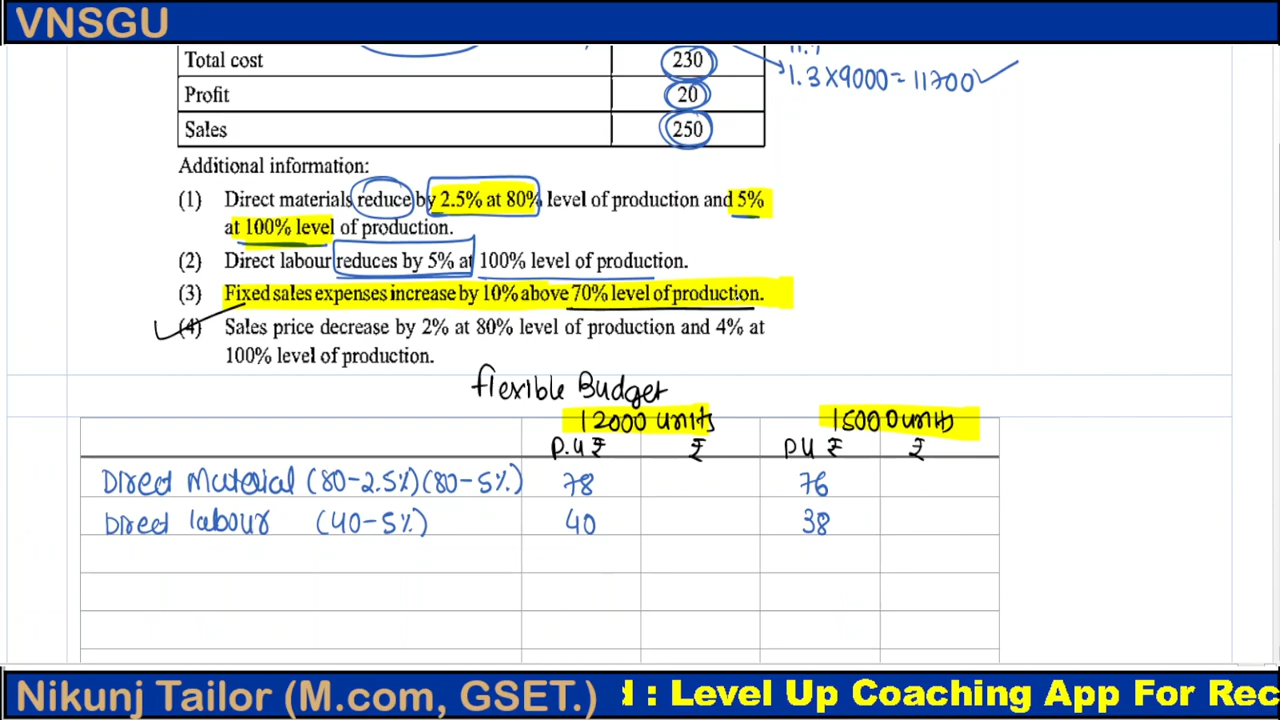 VNSGU
Total cost 230
1.3×9000=11700
Profit 20
Sales 250
Additional information:
(1) Direct materials reduce by 2.5% at 80% level of production and 5%
at 100% level of production.
(2) Direct labour reduces by 5% at 100% level of production.
(3) Fixed sales expenses increase by 10% above 70% level of production.
(4) Sales price decrease by 2% at 80% level of production and 4% at
100% level of production.
flexible Budget
12000 units 15000 units
P.U ₹ ₹ PU ₹ ₹
Direct Material (80-2.5%) (80-5%) 78 76
Direct labour (40-5%) 40 38
Nikunj Tailor (M.com, GSET.) : Level Up Coaching App For Rec